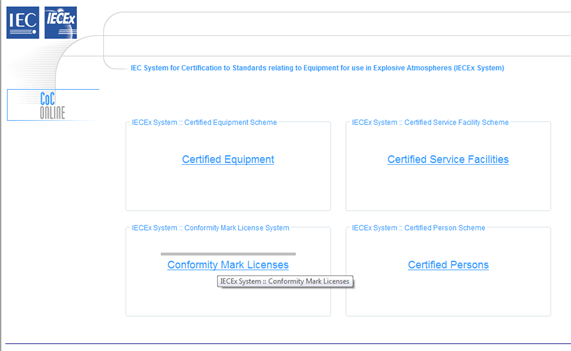 IEC
IECEx
IEC System for Certification to Standards relating to Equipment for use in Explosive Atmospheres (IECEx System)
CoC
ONLINE
IECEx System :: Certified Equipment Scheme
Certified Equipment
IECEx System :: Certified Service Facility Scheme
Certified Service Facilities
IECEx System :: Conformity Mark License System
Conformity Mark Licenses
IECEx System :: Conformity Mark Licenses
IECEx System :: Certified Person Scheme
Certified Persons